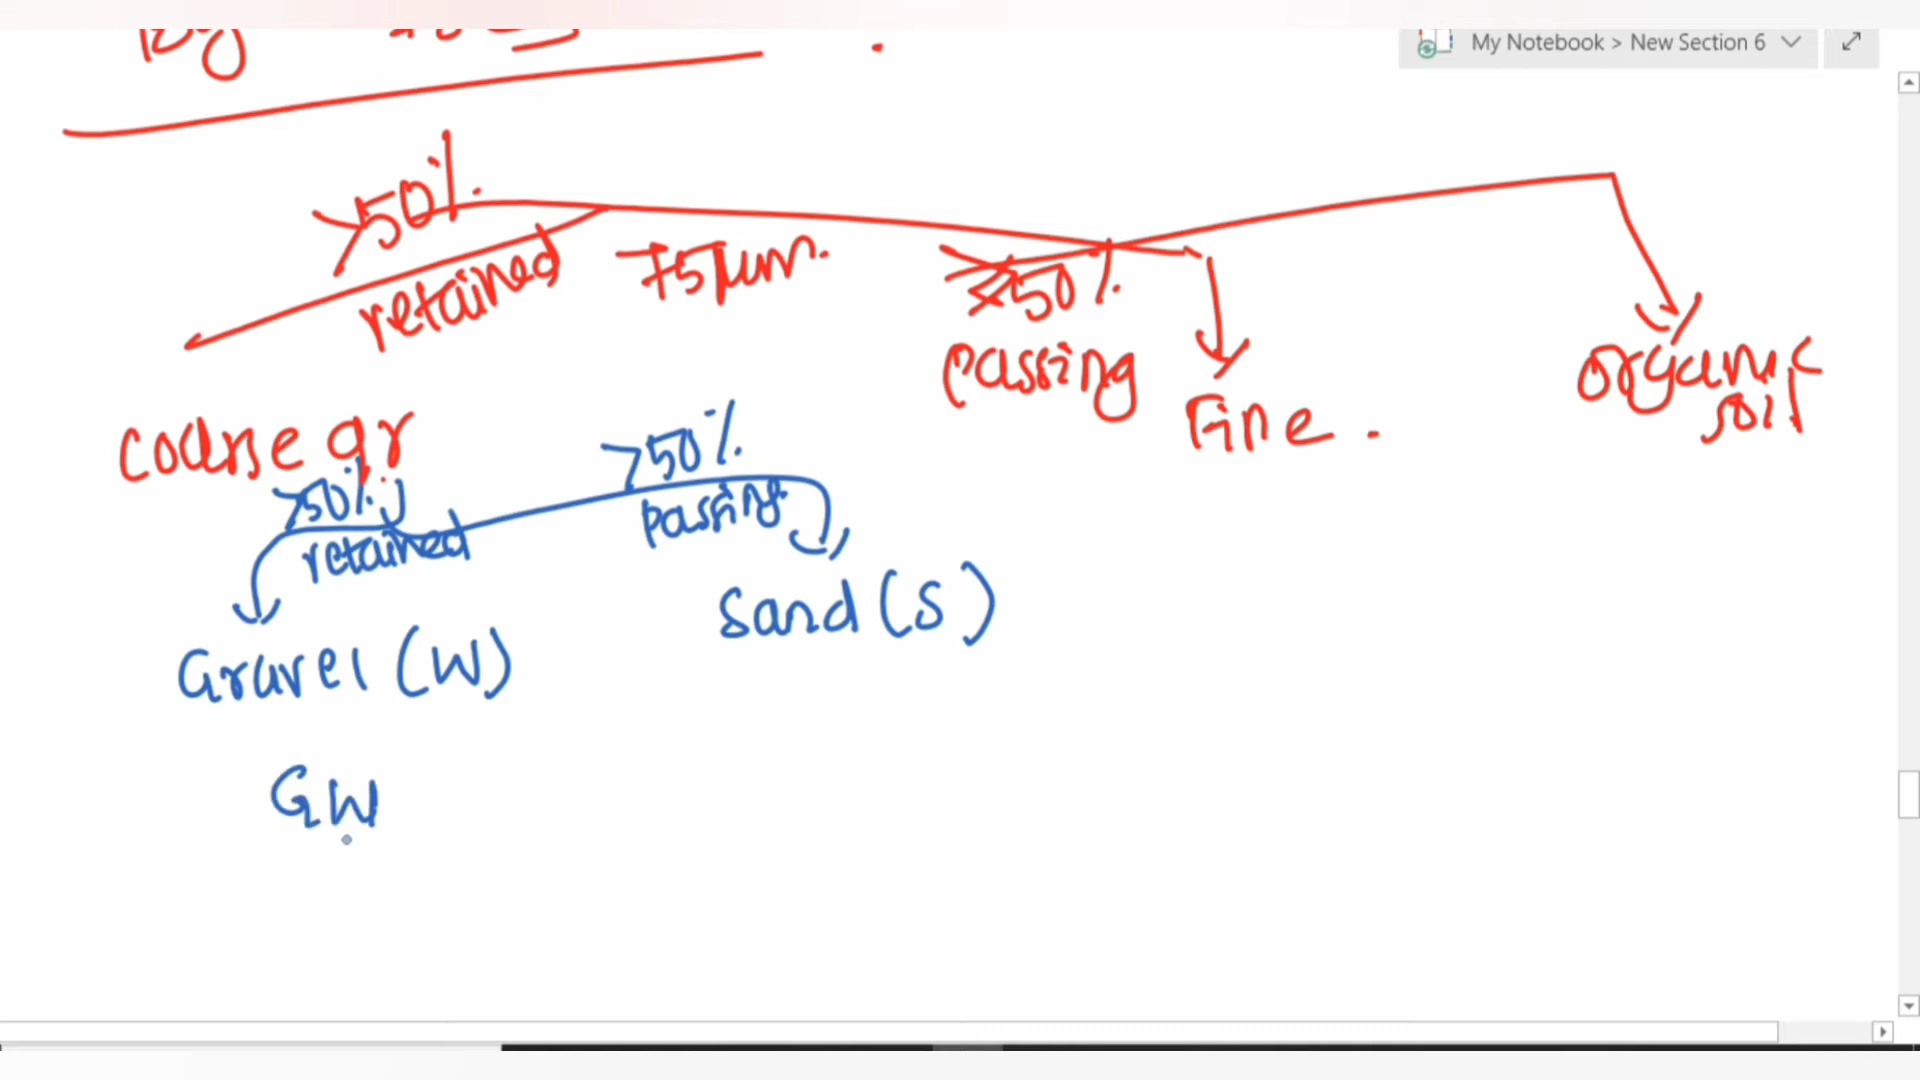 My Notebook > New Section 6
By
>50%
retained
75μm.
50%
passing
Fine.
organic
soil
coarse gr
>50%
retained
>50%
passing
Gravel (W)
Sand (S)
GW